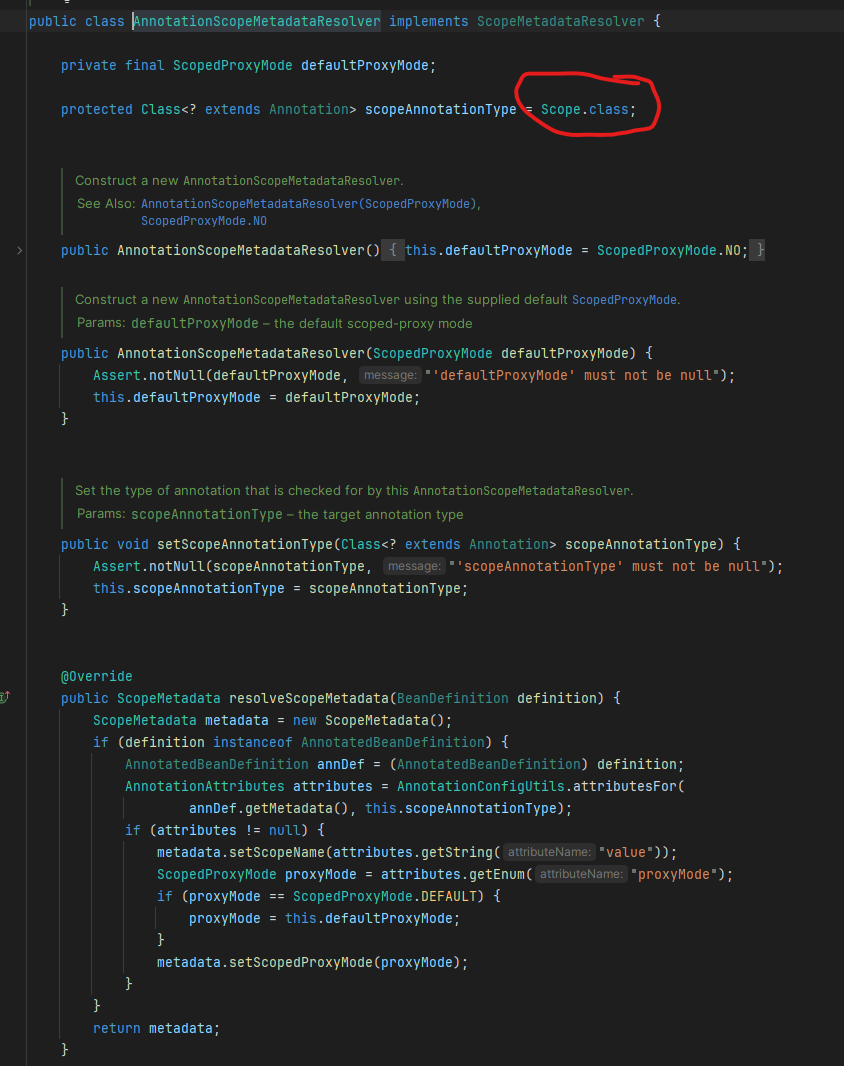 public class AnnotationScopeMetadataResolver implements ScopeMetadataResolver {
private final ScopedProxyMode defaultProxyMode;
protected Class<? extends Annotation> scopeAnnotationType = Scope.class;
Construct a new AnnotationScopeMetadataResolver.
See Also: AnnotationScopeMetadataResolver(ScopedProxyMode),
ScopedProxyMode.NO
public AnnotationScopeMetadataResolver() { this.defaultProxyMode = ScopedProxyMode.NO; }
Construct a new AnnotationScopeMetadataResolver using the supplied default ScopedProxyMode.
Params: defaultProxyMode – the default scoped-proxy mode
public AnnotationScopeMetadataResolver(ScopedProxyMode defaultProxyMode) {
Assert.notNull(defaultProxyMode, message: "'defaultProxyMode' must not be null");
this.defaultProxyMode = defaultProxyMode;
}
Set the type of annotation that is checked for by this AnnotationScopeMetadataResolver.
Params: scopeAnnotationType – the target annotation type
public void setScopeAnnotationType(Class<? extends Annotation> scopeAnnotationType) {
Assert.notNull(scopeAnnotationType, message: "'scopeAnnotationType' must not be null");
this.scopeAnnotationType = scopeAnnotationType;
}
@Override
public ScopeMetadata resolveScopeMetadata(BeanDefinition definition) {
ScopeMetadata metadata = new ScopeMetadata();
if (definition instanceof AnnotatedBeanDefinition) {
AnnotatedBeanDefinition annDef = (AnnotatedBeanDefinition) definition;
AnnotationAttributes attributes = AnnotationConfigUtils.attributesFor(
annDef.getMetadata(), this.scopeAnnotationType);
if (attributes != null) {
metadata.setScopeName(attributes.getString( attributeName: "value"));
ScopedProxyMode proxyMode = attributes.getEnum( attributeName: "proxyMode");
if (proxyMode == ScopedProxyMode.DEFAULT) {
proxyMode = this.defaultProxyMode;
}
metadata.setScopedProxyMode(proxyMode);
}
}
return metadata;
}